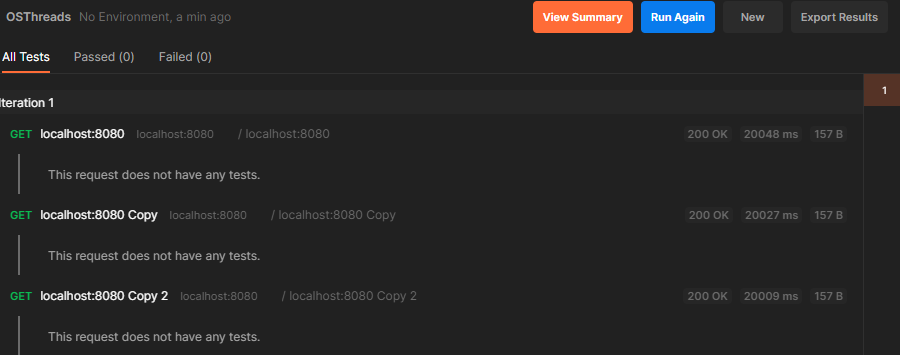 OSThreads No Environment, a min ago View Summary Run Again New Export Results
All Tests Passed (0) Failed (0)
1
Iteration 1
GET localhost:8080 localhost:8080 / localhost:8080 200 OK 20048 ms 157 B
This request does not have any tests.
GET localhost:8080 Copy localhost:8080 / localhost:8080 Copy 200 OK 20027 ms 157 B
This request does not have any tests.
GET localhost:8080 Copy 2 localhost:8080 / localhost:8080 Copy 2 200 OK 20009 ms 157 B
This request does not have any tests.